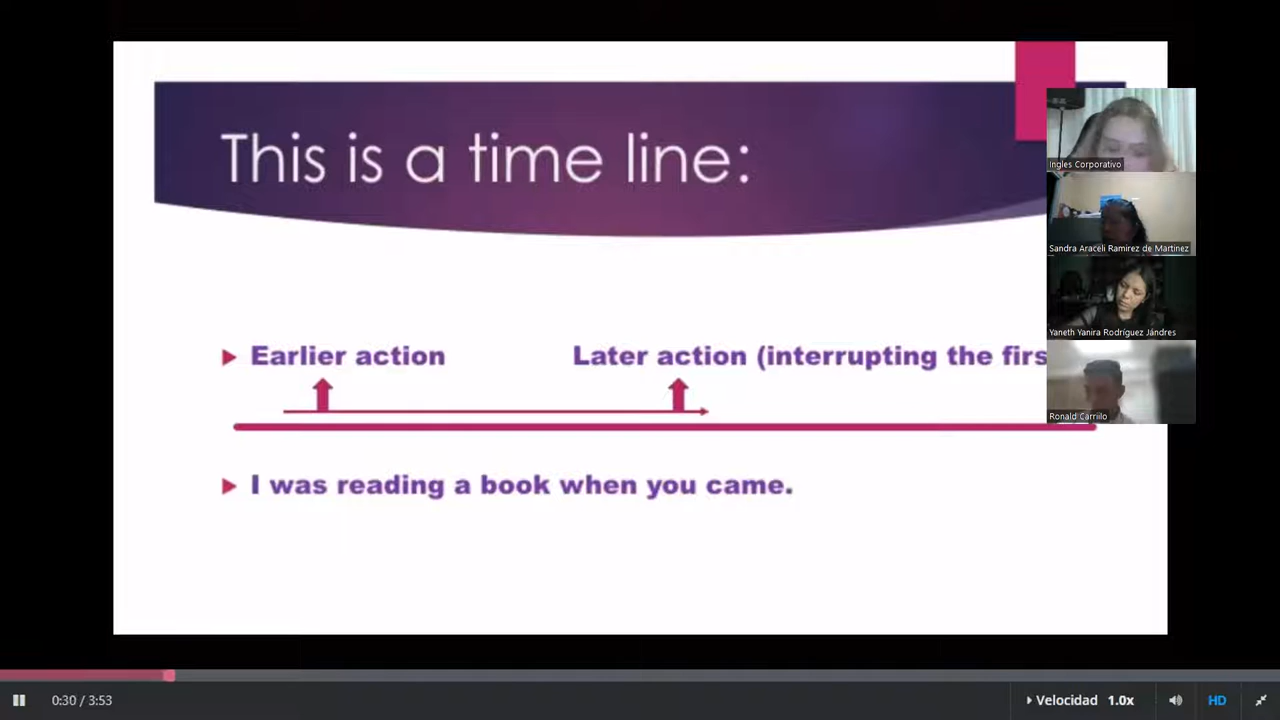 This is a time line:
Ingles Corporativo
Sandra Araceli Ramirez de Martinez
Yaneth Yanira Rodríguez Jándres
Earlier action Later action (interrupting the firs
Ronald Carrilo
I was reading a book when you came.
0:30 / 3:53 Velocidad 1.0x HD